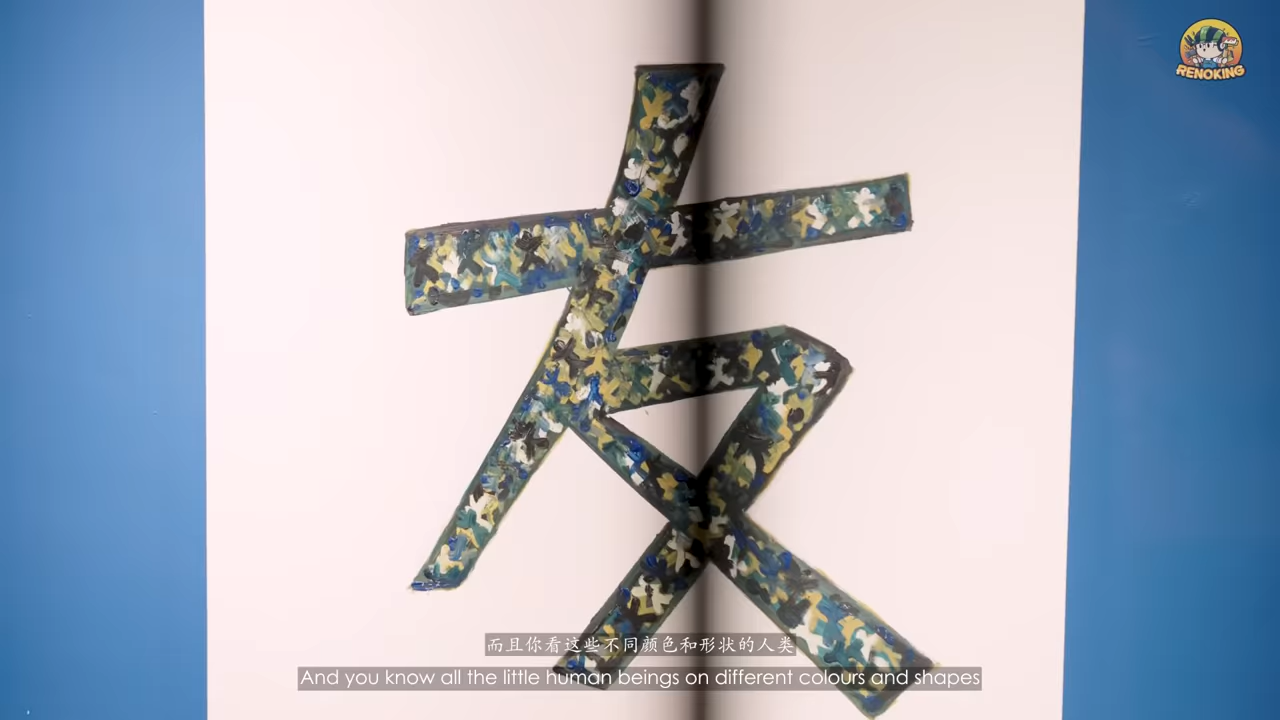 RENOKING
友
而且你看这些不同颜色和形状的人类
And you know all the little human beings on different colours and shapes